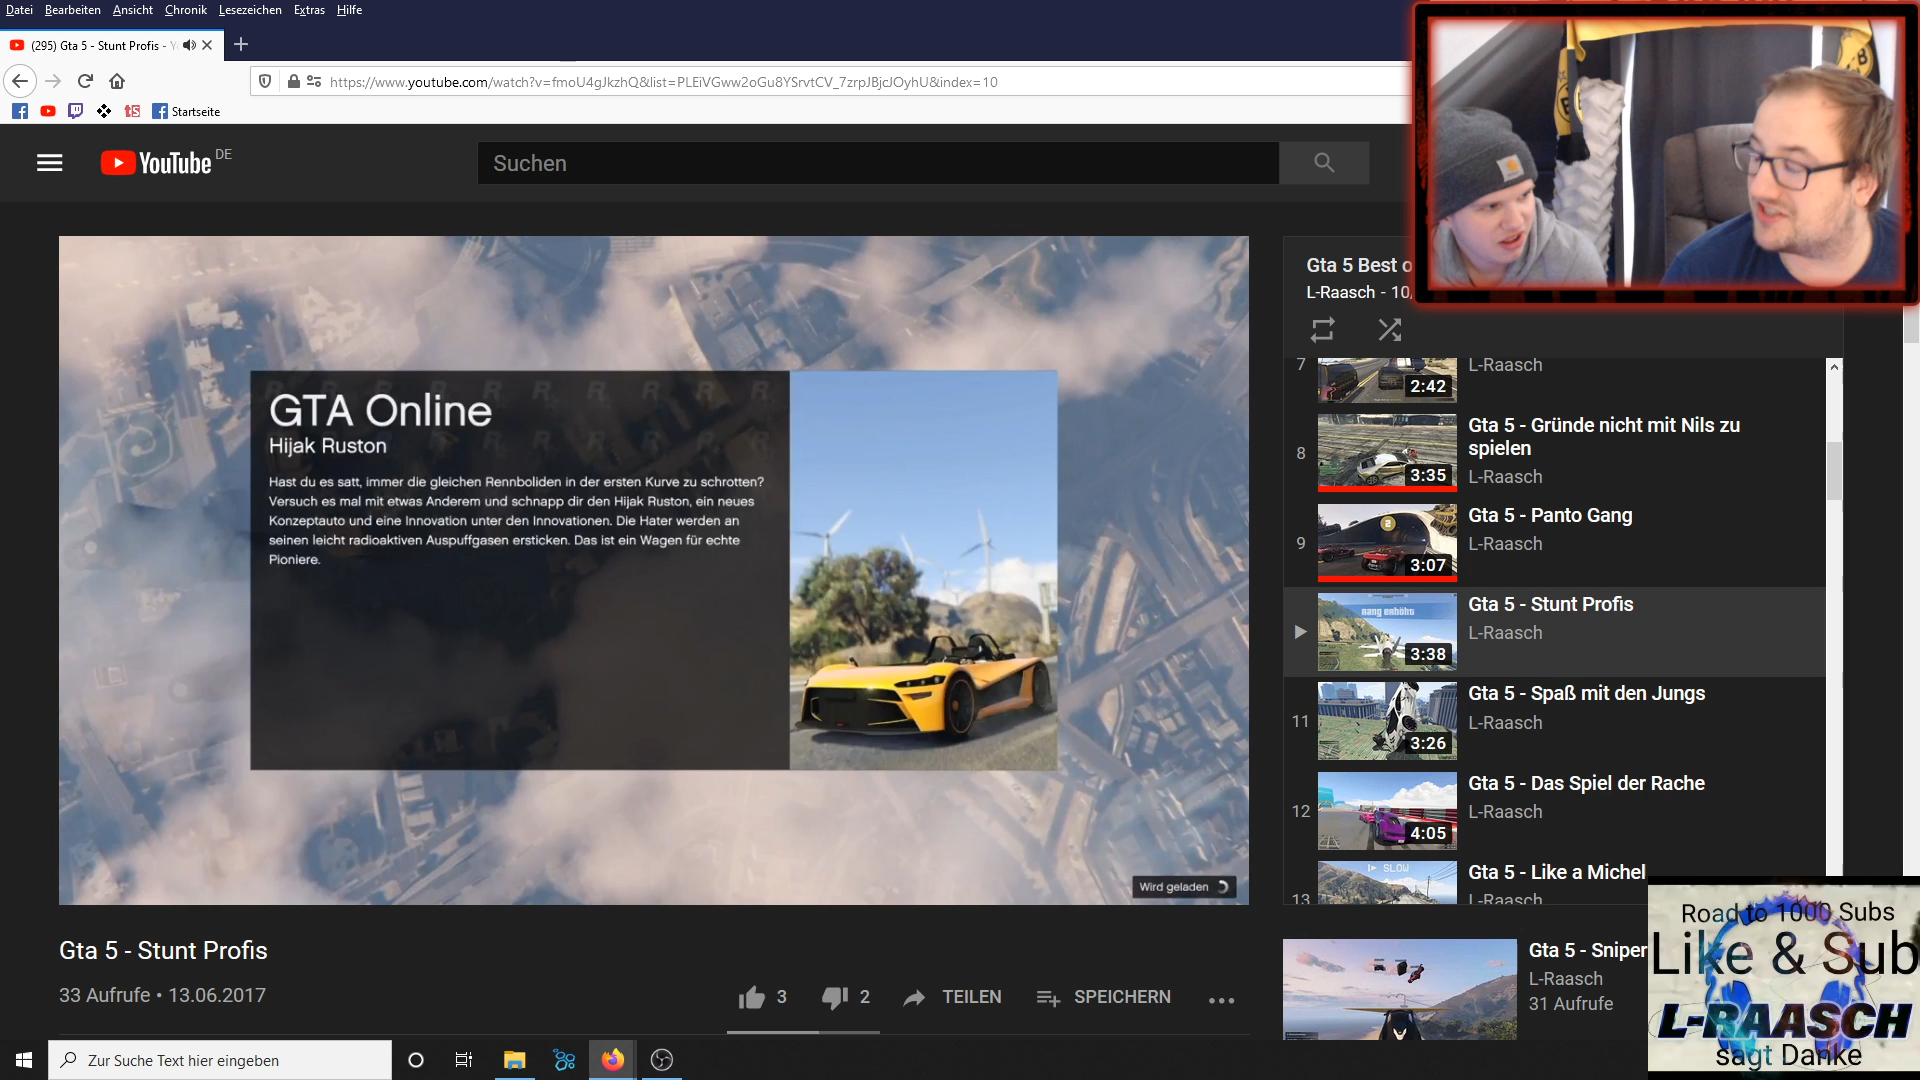 Datei Bearbeiten Ansicht Chronik Lesezeichen Extras Hilfe
(295) Gta 5 - Stunt Profis -
https://www.youtube.com/watch?v=fmoU4gJkzhQ&list=PLEiVGww2oGu8YSrvtCV_7zrpJBjcJOyhU&index=10
Startseite
YouTube DE
Suchen
Gta 5 Best o
L-Raasch - 10/
7
2:42
L-Raasch
8
3:35
Gta 5 - Gründe nicht mit Nils zu
spielen
L-Raasch
9
2
3:07
Gta 5 - Panto Gang
L-Raasch
Rang erhöht
3:38
Gta 5 - Stunt Profis
L-Raasch
11
3:26
Gta 5 - Spaß mit den Jungs
L-Raasch
12
4:05
Gta 5 - Das Spiel der Rache
L-Raasch
13
SLOW
Gta 5 - Like a Michel
L-Raasch
GTA Online
Hijak Ruston
Hast du es satt, immer die gleichen Rennboliden in der ersten Kurve zu schrotten?
Versuch es mal mit etwas Anderem und schnapp dir den Hijak Ruston, ein neues
Konzeptauto und eine Innovation unter den Innovationen. Die Hater werden an
seinen leicht radioaktiven Auspuffgasen ersticken. Das ist ein Wagen für echte
Pioniere.
Wird geladen
Gta 5 - Stunt Profis
33 Aufrufe • 13.06.2017
3 2 TEILEN SPEICHERN
Gta 5 - Sniper
L-Raasch
31 Aufrufe
Road to 1000 Subs
Like & Sub
L-RAASCH
sagt Danke
Zur Suche Text hier eingeben